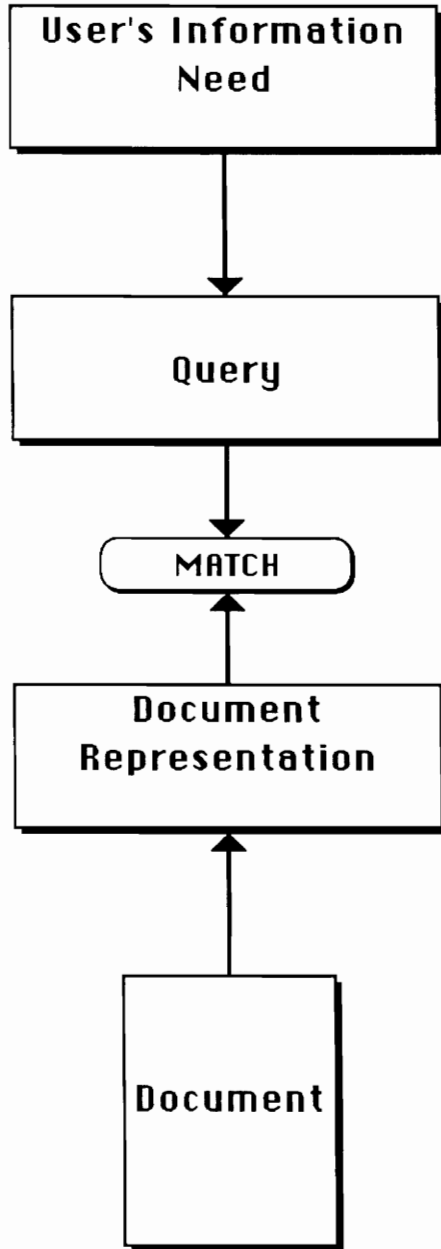 User's Information
Need
Query
MATCH
Document
Representation
Document